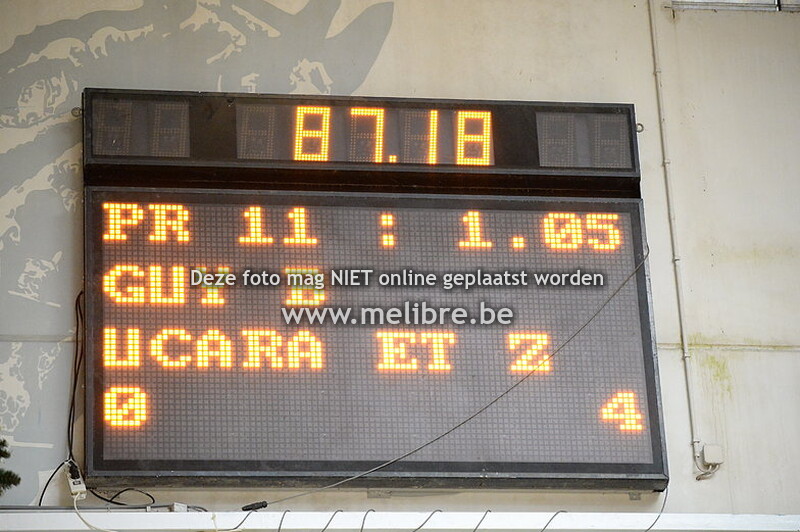 87.18
PR 11 : 1.05
GUY B
Deze foto mag NIET online geplaatst worden
www.melibre.be
UCARA ET Z
0 4